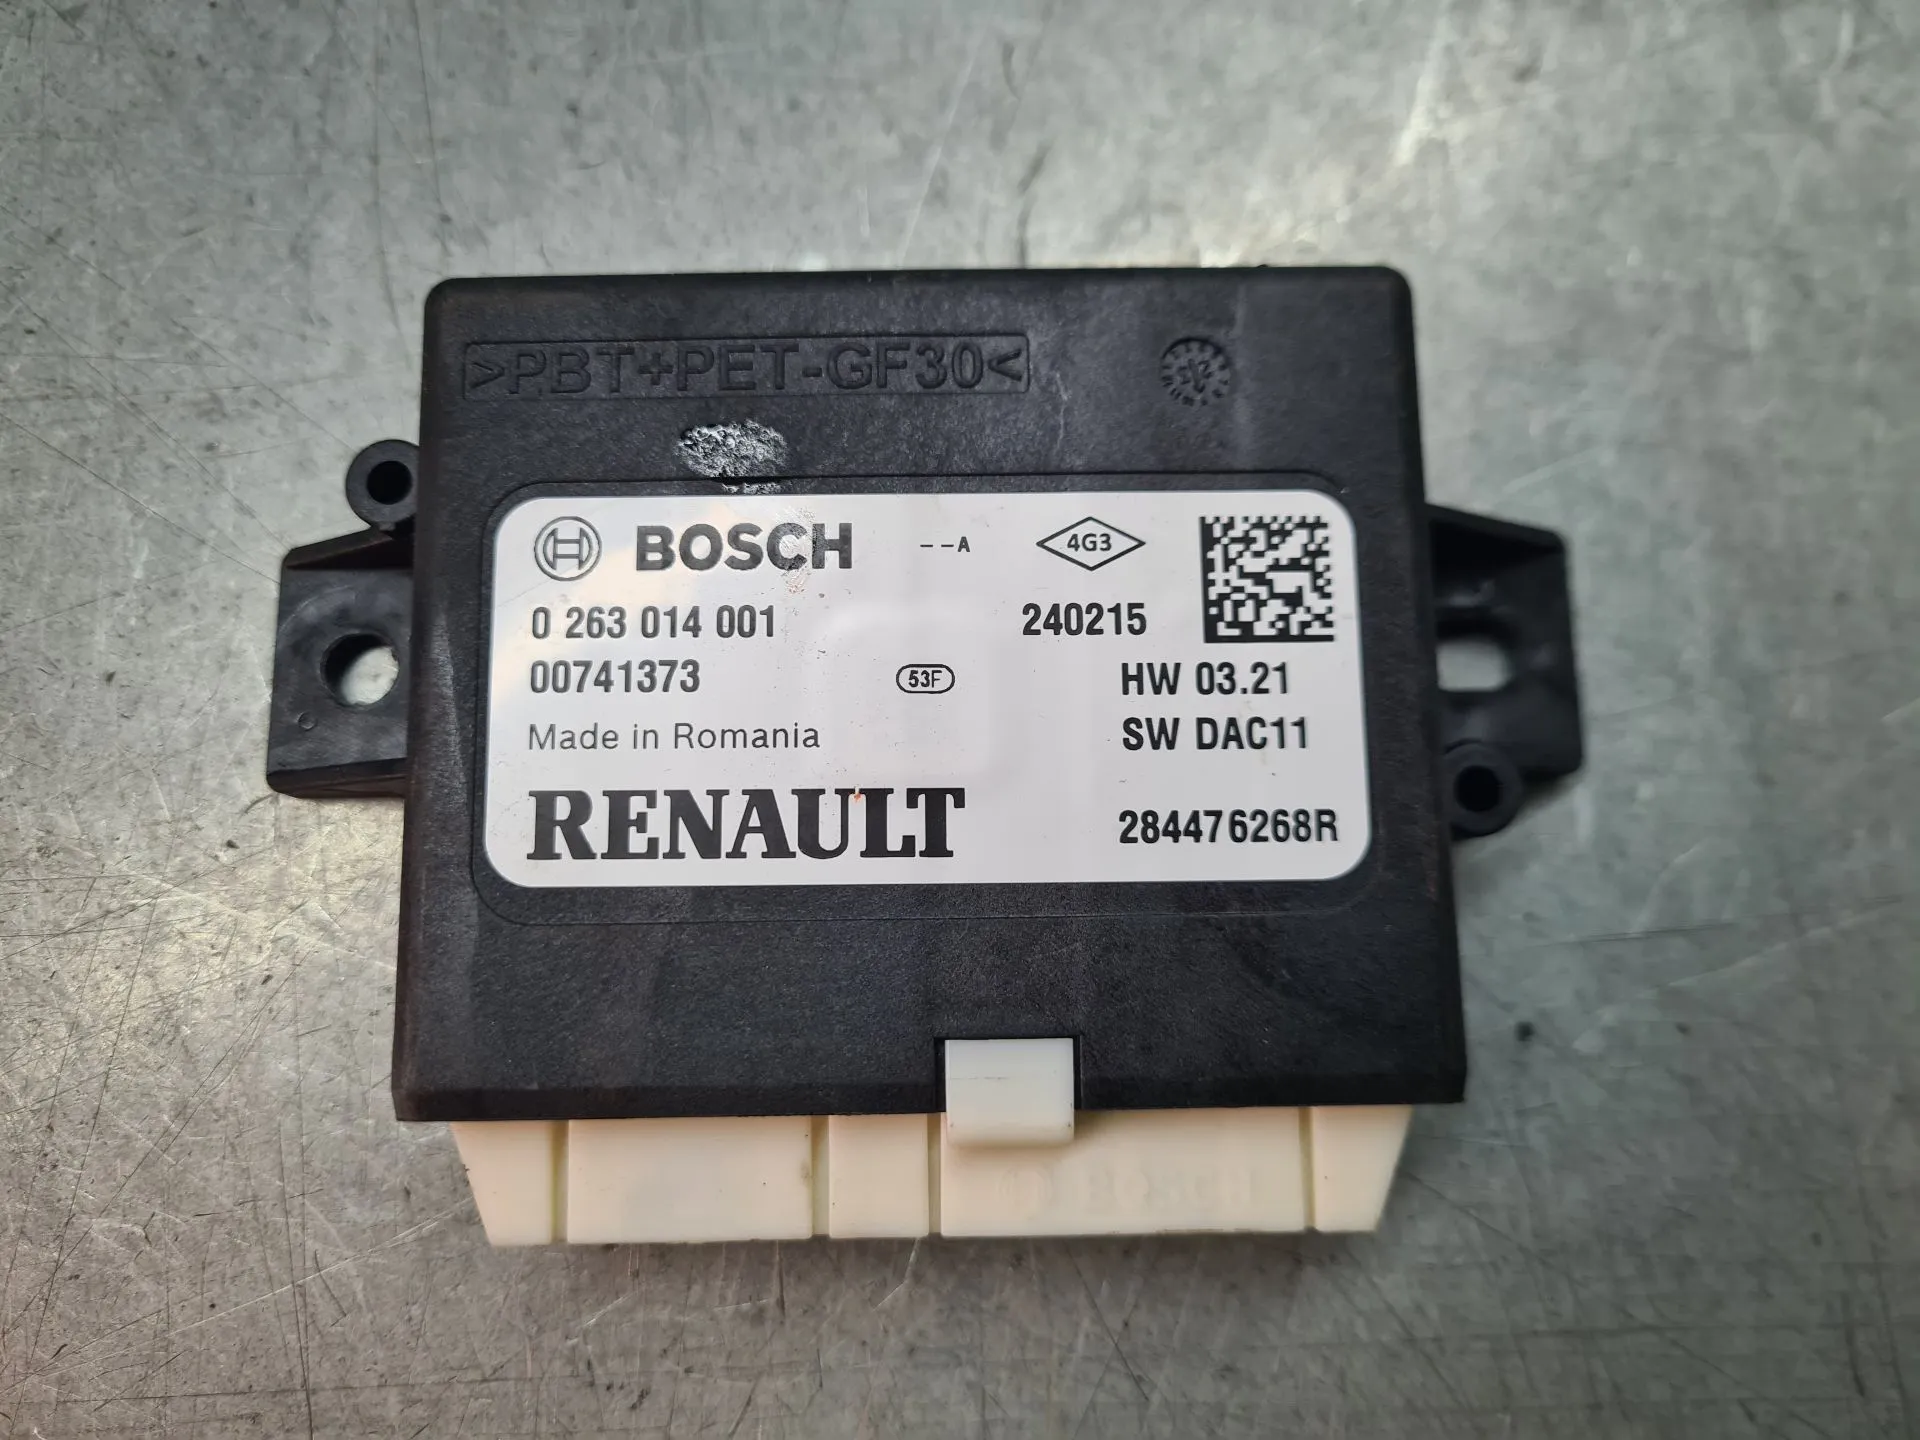 >PBT+PET-GF30<
BOSCH --A 4G3
0 263 014 001 240215
00741373 53F HW 03.21
Made in Romania SW DAC11
RENAULT 284476268R
BOSCH